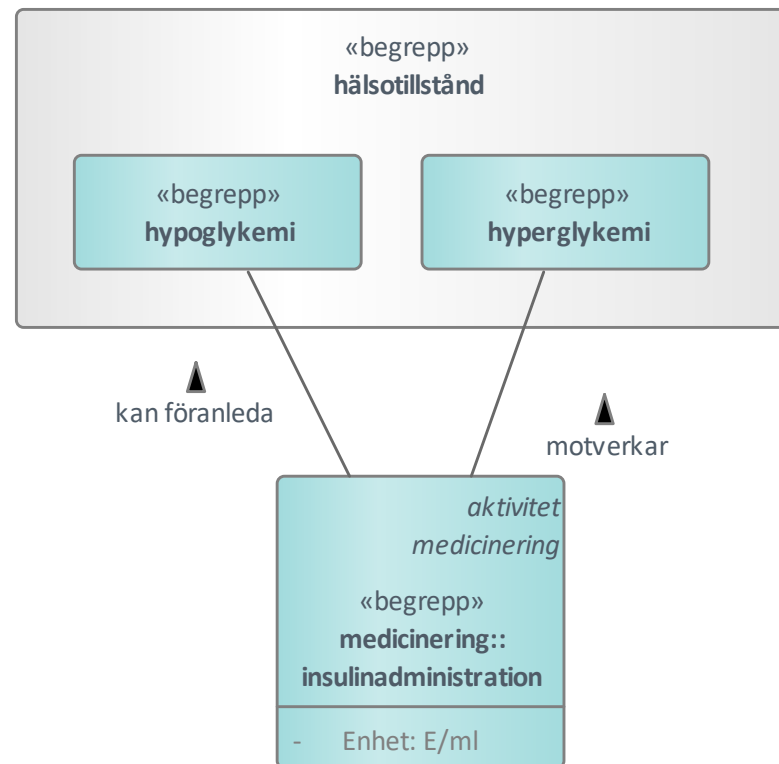 «begrepp»
hälsotillstånd
«begrepp»
hypoglykemi
«begrepp»
hyperglykemi
kan föranleda
motverkar
aktivitet
medicinering
«begrepp»
medicinering::
insulinadministration
- Enhet: E/ml